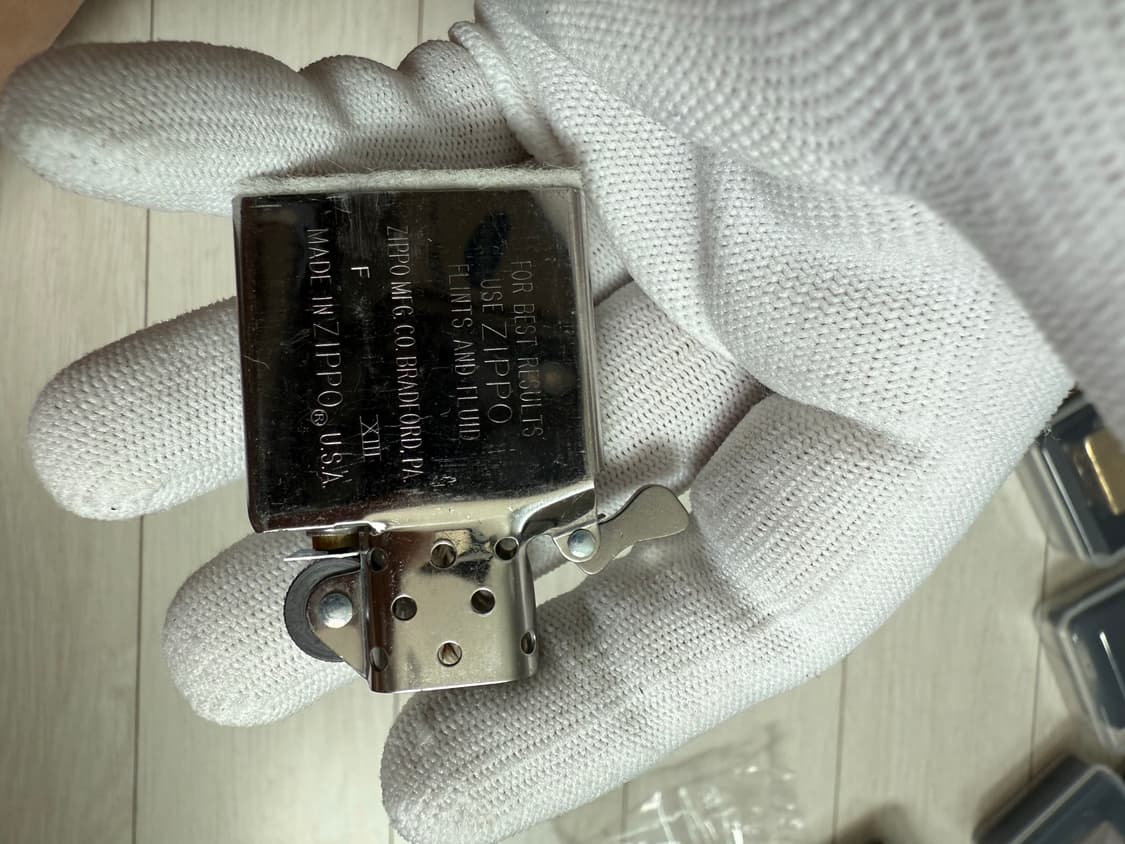 FOR BEST RESULTS
USE ZIPPO
FLINTS AND FLUID
ZIPPO MFG. CO. BRADFORD, PA
F XIII
MADE IN ZIPPO® U.S.A